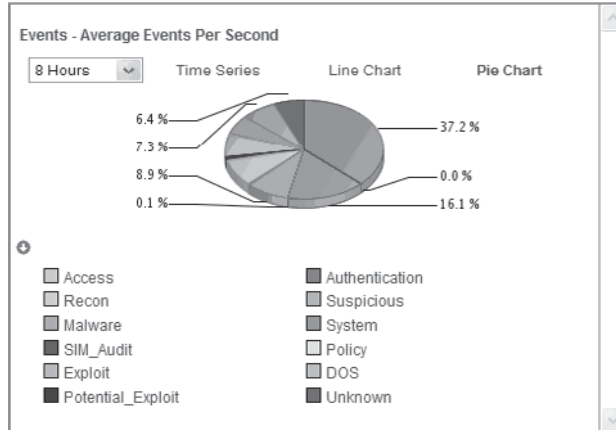 Events - Average Events Per Second
8 Hours Time Series Line Chart Pie Chart
6.4 %
37.2 %
7.3 %
8.9 %
0.0 %
0.1 %
16.1 %
Access Authentication
Recon Suspicious
Malware System
SIM_Audit Policy
Exploit DOS
Potential_Exploit Unknown